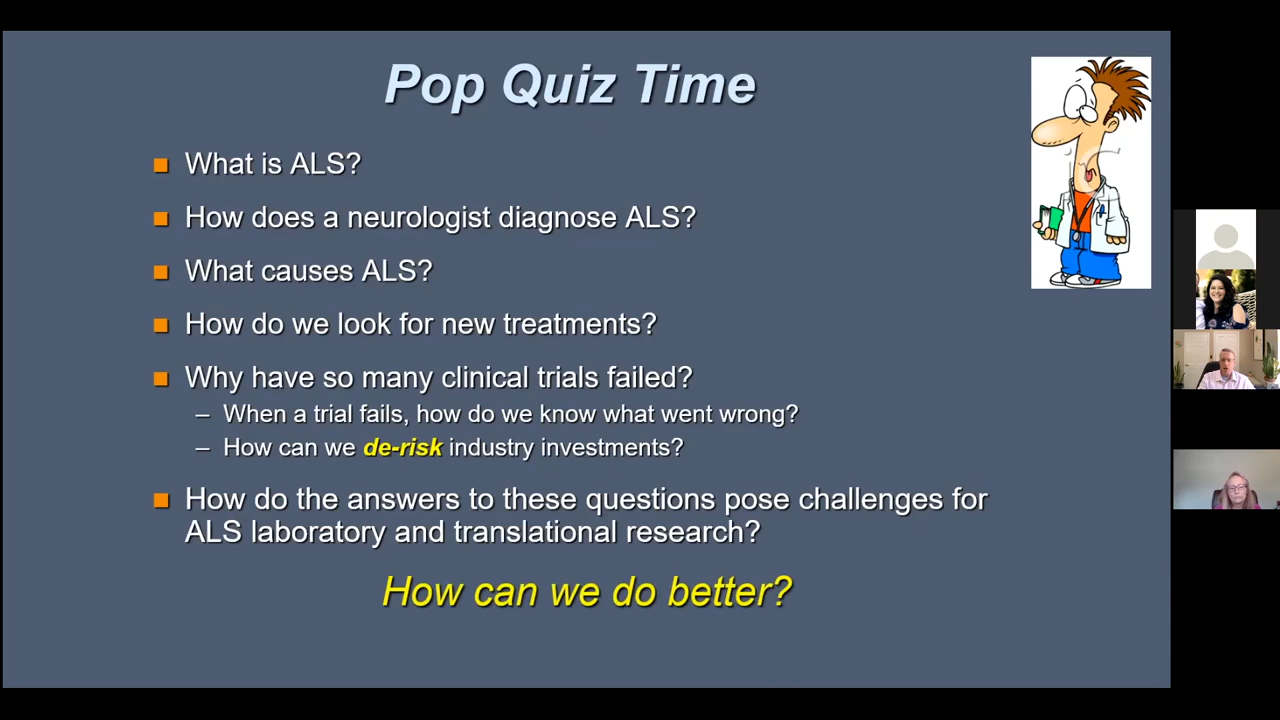 Pop Quiz Time
What is ALS?
How does a neurologist diagnose ALS?
What causes ALS?
How do we look for new treatments?
Why have so many clinical trials failed?
– When a trial fails, how do we know what went wrong?
– How can we de-risk industry investments?
How do the answers to these questions pose challenges for
ALS laboratory and translational research?
How can we do better?